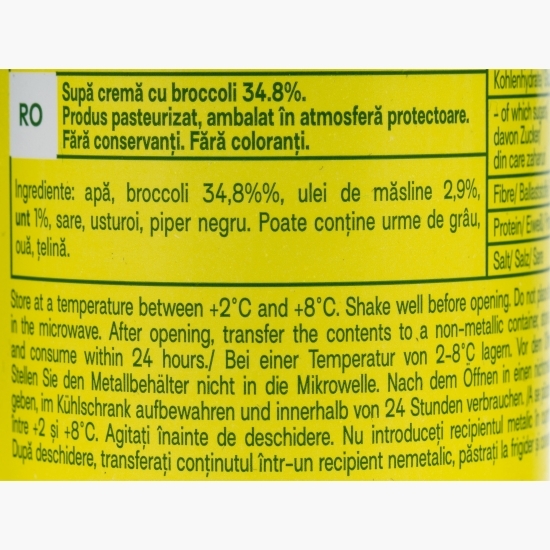 RO
Supă cremă cu broccoli 34.8%.
Produs pasteurizat, ambalat în atmosferă protectoare.
Fără conservanți. Fără coloranți.
Ingrediente: apă, broccoli 34,8%%, ulei de măsline 2,9%,
unt 1%, sare, usturoi, piper negru. Poate conține urme de grâu,
ouă, țelină.
Kohlenhydrate
- of which sugars
davon Zucker/
din care zaharuri
Fibre/ Ballaststoffe
Protein/ Eiweiß
Salt/ Salz/ Sare
Store at a temperature between +2°C and +8°C. Shake well before opening. Do not place
in the microwave. After opening, transfer the contents to a non-metallic container,
and consume within 24 hours./ Bei einer Temperatur von 2-8°C lagern. Vor dem
Stellen Sie den Metallbehälter nicht in die Mikrowelle. Nach dem Öffnen in einen
geben, im Kühlschrank aufbewahren und innerhalb von 24 Stunden verbrauchen. /A se
între +2 și +8°C. Agitați înainte de deschidere. Nu introduceți recipientul metalic în
După deschidere, transferați conținutul într-un recipient nemetalic, păstrați la frigider